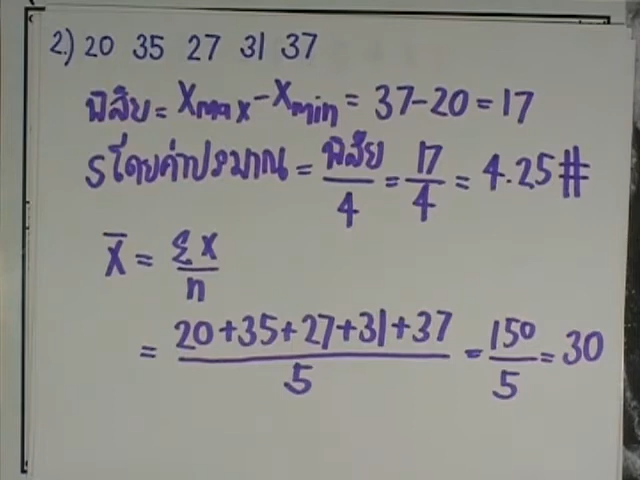 2.) 20 35 27 31 37
พิสัย = Xmax - Xmin = 37-20 = 17
S โดยค่าประมาณ = พิสัย/4 = 17/4 = 4.25 #
X̄ = Σx/n
= 20+35+27+31+37/5 = 150/5 = 30